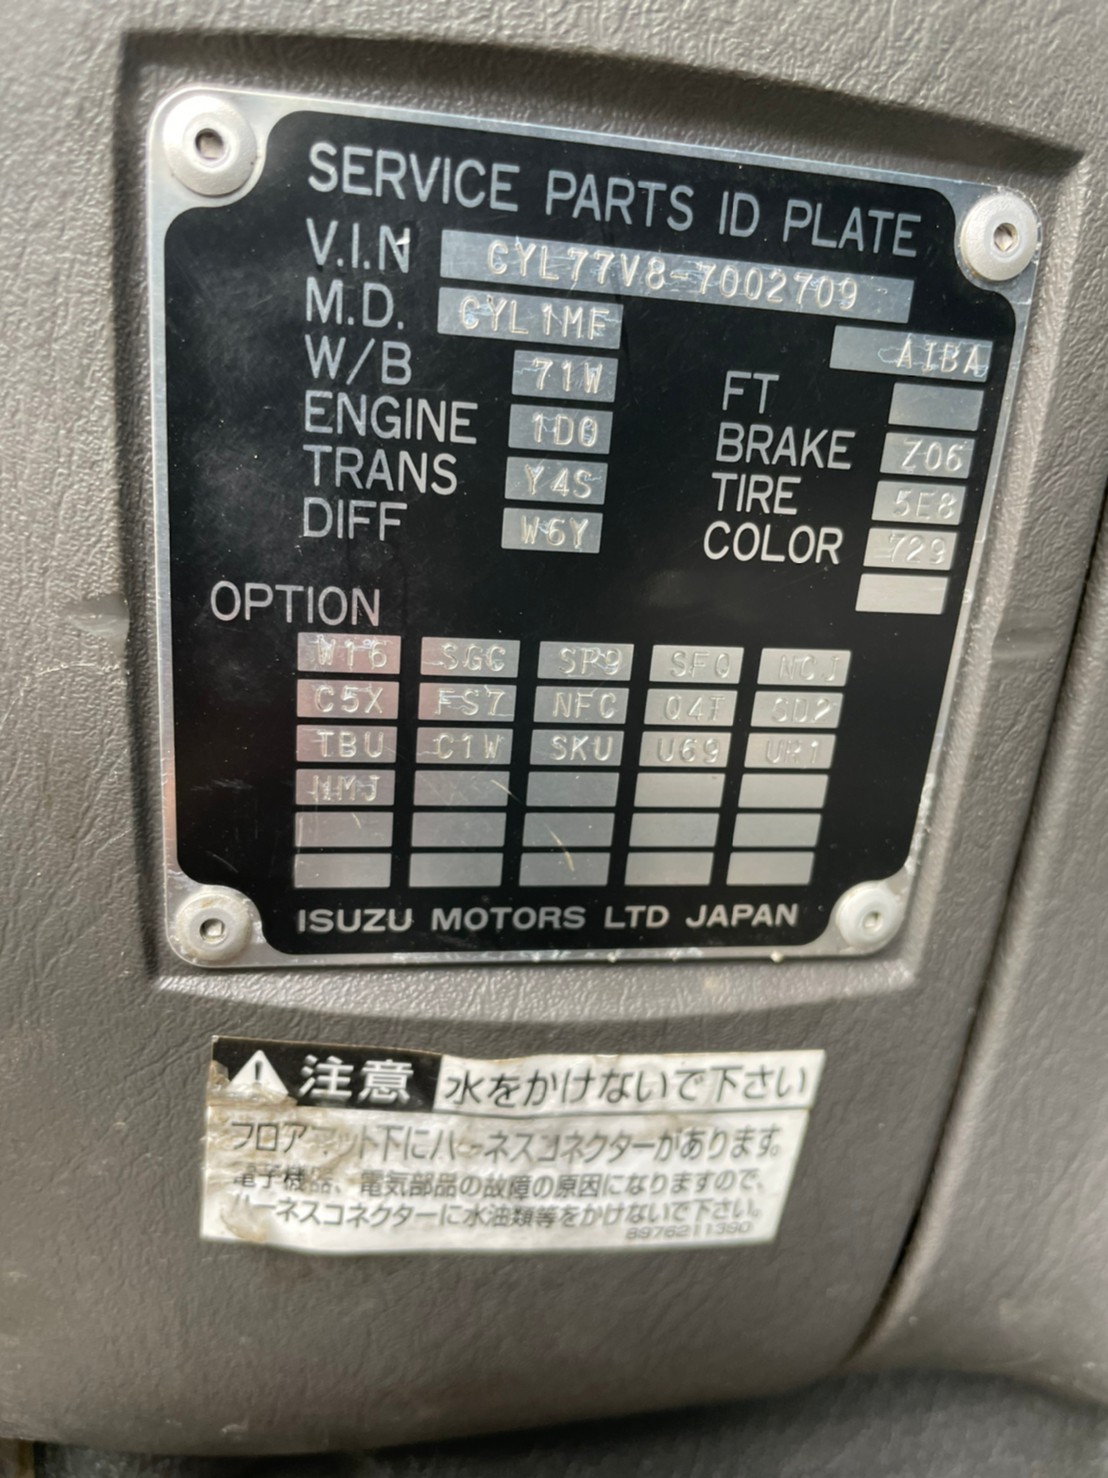 SERVICE PARTS ID PLATE
V.I.N CYL77V8-7002709
M.D. CYL1MF AIBA
W/B 71W FT
ENGINE 1D0 BRAKE Z06
TRANS Y4S TIRE 5E8
DIFF W6Y COLOR 729
OPTION
W16 SGC SP9 SF0 NCJ
C5X FS7 NFC 04T
TBU C1W SKU U69 UR1
HMJ
ISUZU MOTORS LTD JAPAN
注意 水をかけないで下さい
フロアマット下にハーネスコネクターがあります。
電子機器、電気部品の故障の原因になりますので、
ハーネスコネクターに水油類等をかけないで下さい。
8976211380